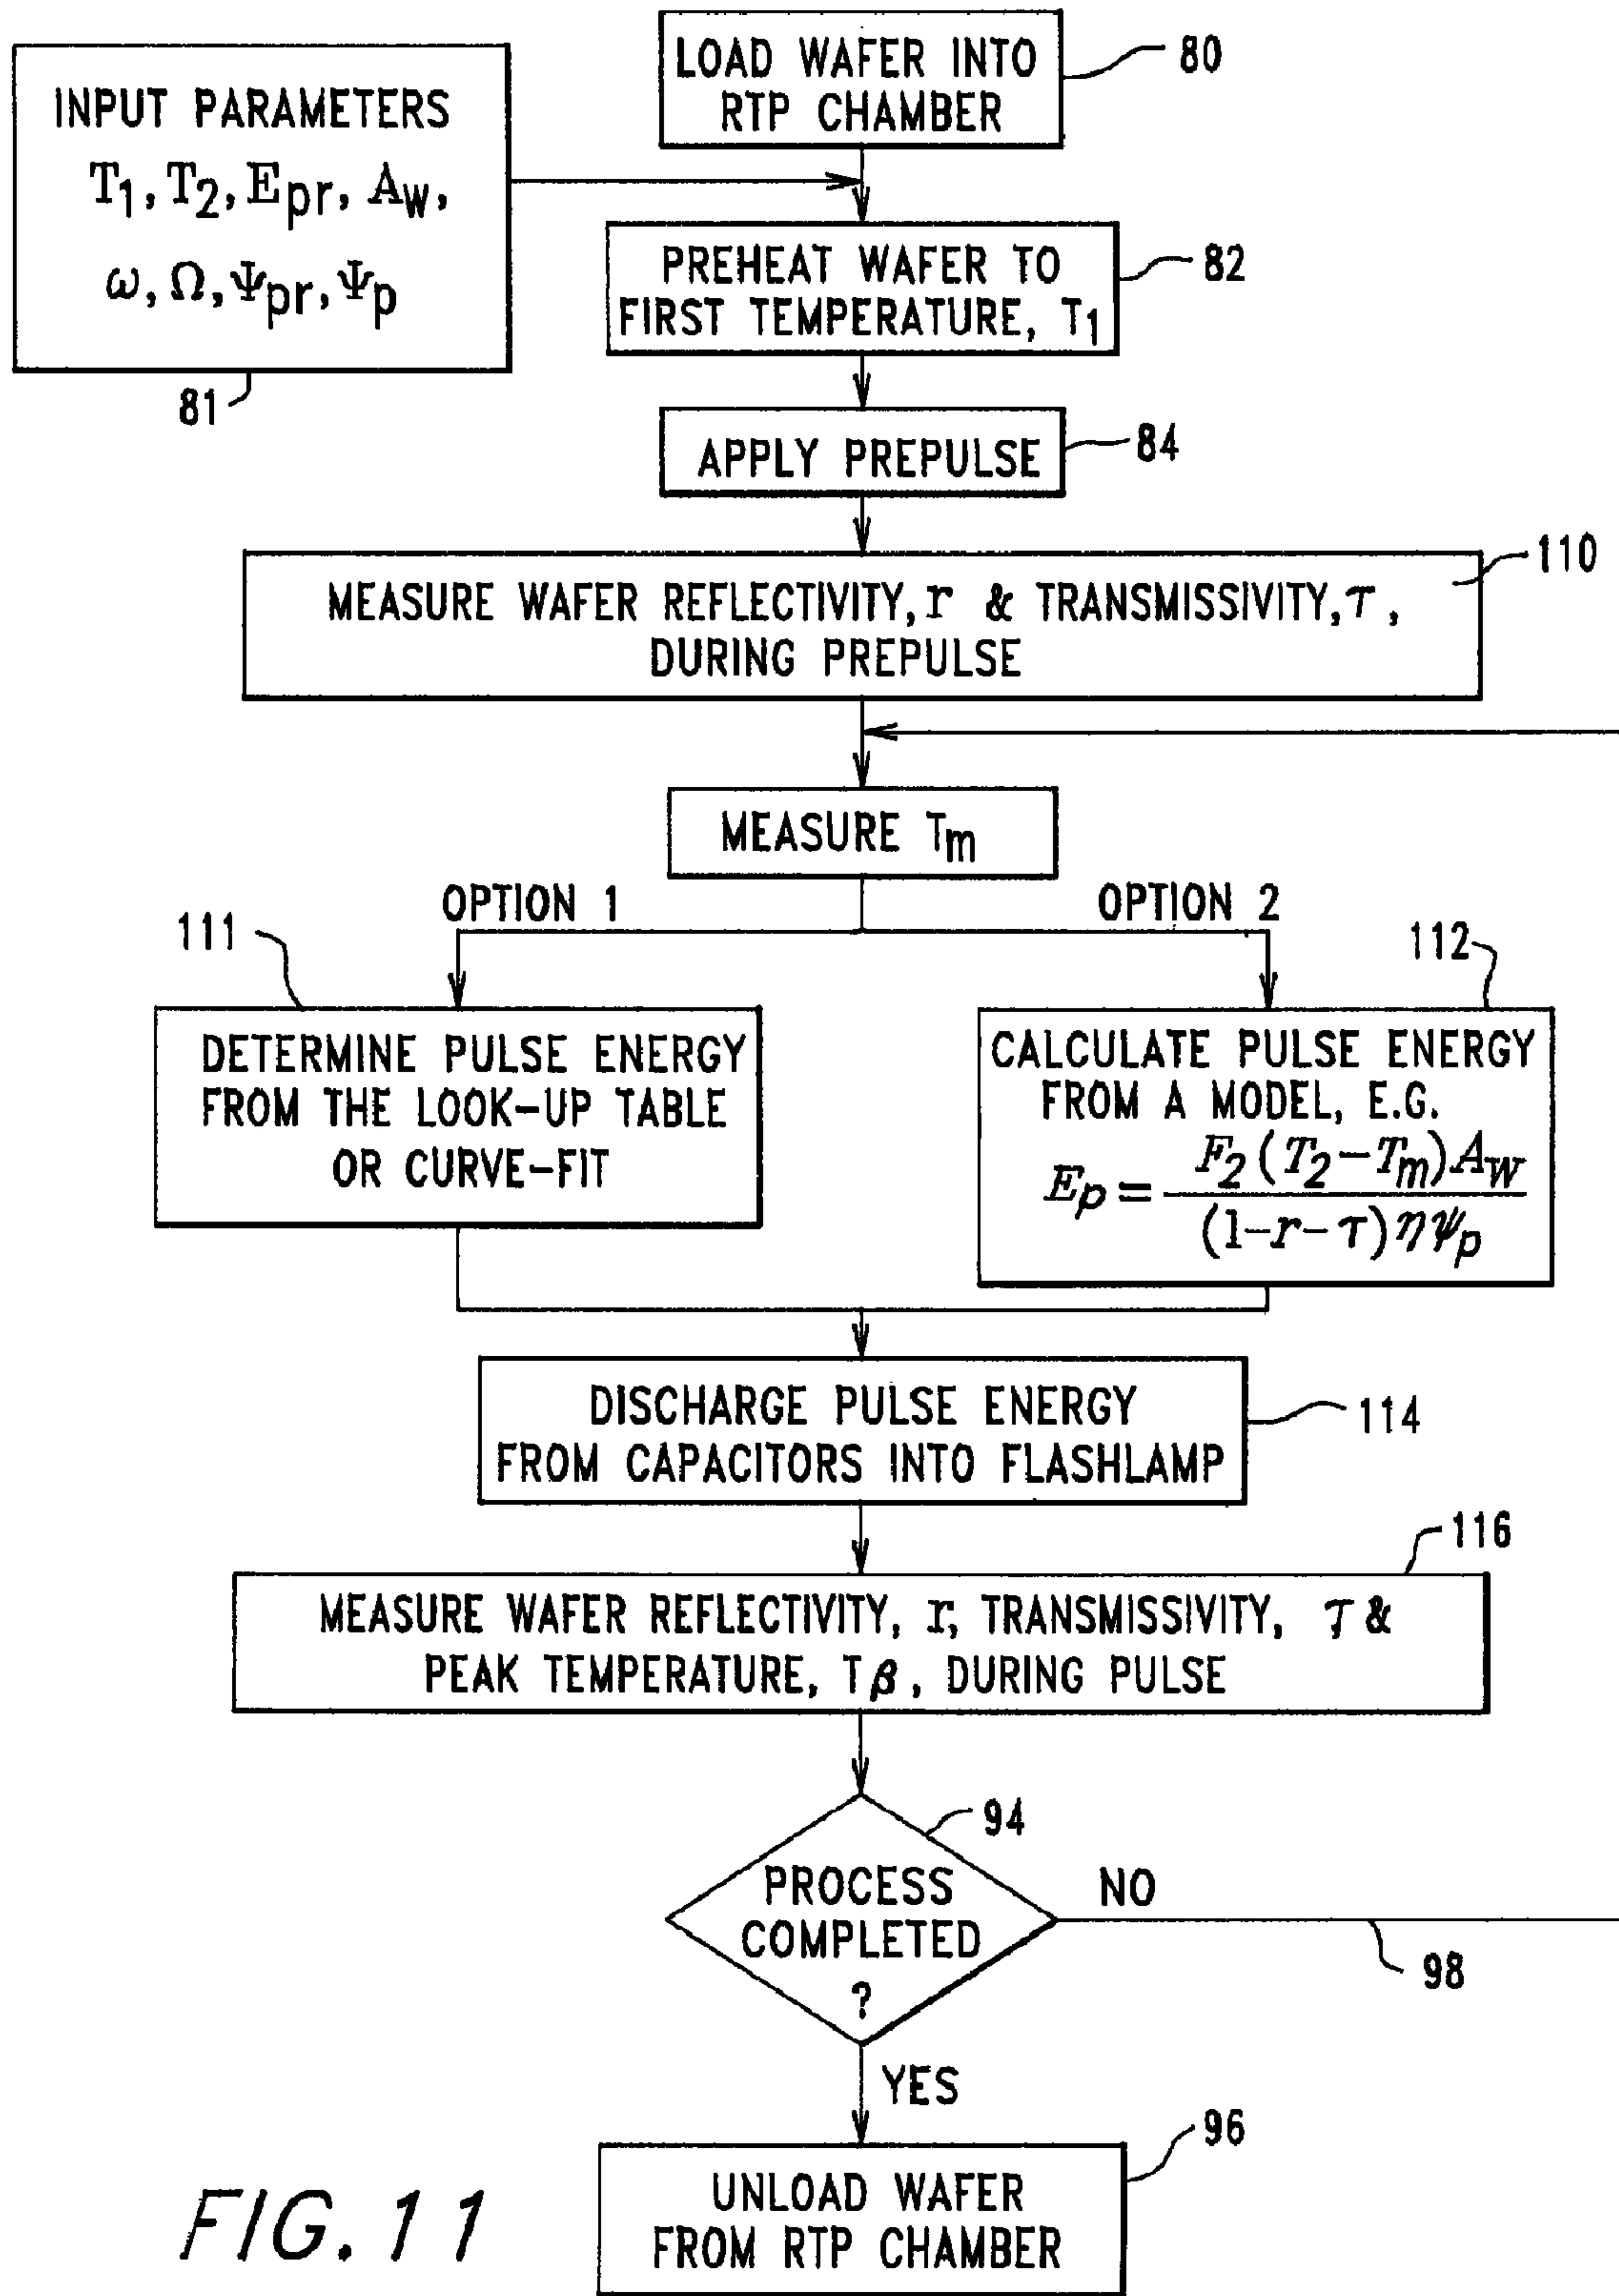 LOAD WAFER INTO
RTP CHAMBER
80
INPUT PARAMETERS
T1, T2, Epr, Aw,
ω, Ω, Ψpr, Ψp
81
PREHEAT WAFER TO
FIRST TEMPERATURE, T1
82
APPLY PREPULSE
84
MEASURE WAFER REFLECTIVITY, r & TRANSMISSIVITY, τ,
DURING PREPULSE
110
MEASURE Tm
OPTION 1
OPTION 2
111
DETERMINE PULSE ENERGY
FROM THE LOOK-UP TABLE
OR CURVE-FIT
112
CALCULATE PULSE ENERGY
FROM A MODEL, E.G.
Ep = F2 (T2-Tm) Aw / (1-r-τ) η ψp
DISCHARGE PULSE ENERGY
FROM CAPACITORS INTO FLASHLAMP
114
116
MEASURE WAFER REFLECTIVITY, r, TRANSMISSIVITY, τ &
PEAK TEMPERATURE, Tβ, DURING PULSE
94
PROCESS
COMPLETED
?
NO
98
YES
96
UNLOAD WAFER
FROM RTP CHAMBER
FIG. 11